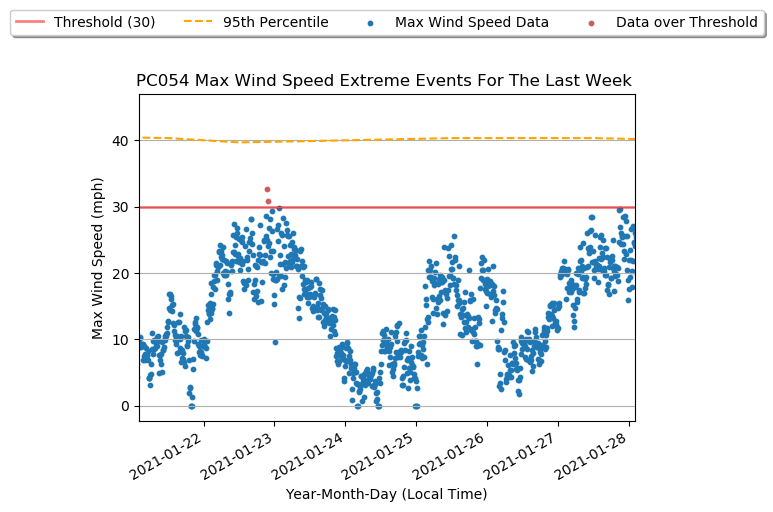 Threshold (30) 95th Percentile Max Wind Speed Data Data over Threshold
PC054 Max Wind Speed Extreme Events For The Last Week
40
30
20
10
0
Max Wind Speed (mph)
2021-01-22 2021-01-23 2021-01-24 2021-01-25 2021-01-26 2021-01-27 2021-01-28
Year-Month-Day (Local Time)